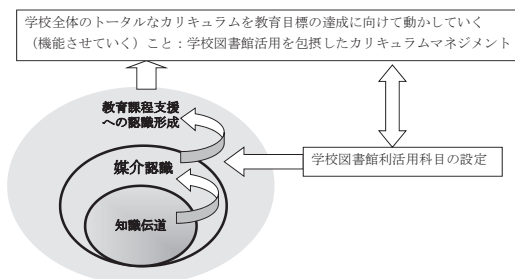 学校全体のトータルなカリキュラムを教育目標の達成に向けて動かしていく
（機能させていく）こと：学校図書館活用を包摂したカリキュラムマネジメント
教育課程支援
への認識形成
媒介認識
学校図書館利活用科目の設定
知識伝道